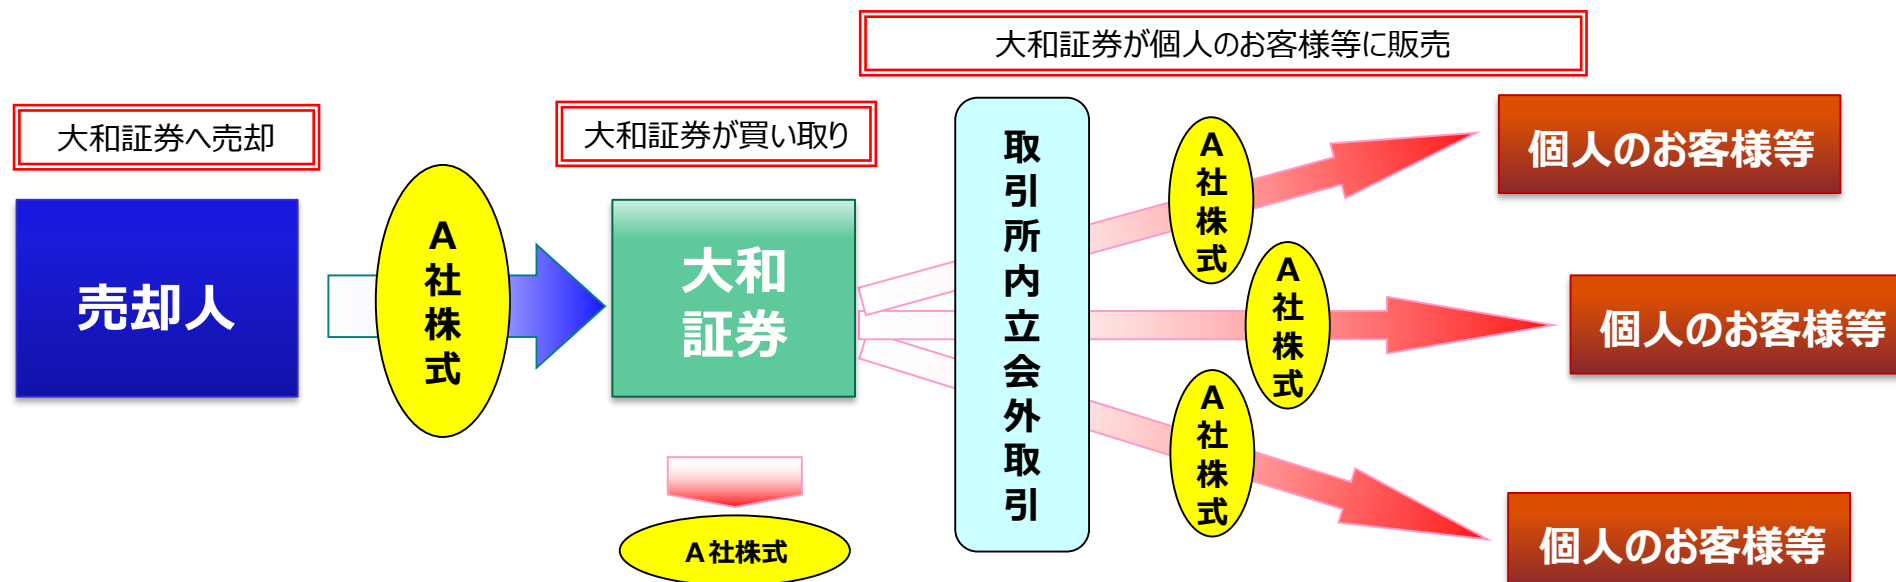 大和証券が個人のお客様等に販売
大和証券へ売却
大和証券が買い取り
売却人
A社株式
大和
証券
取引所内立会外取引
A社株式
A社株式
A社株式
個人のお客様等
個人のお客様等
個人のお客様等
A社株式